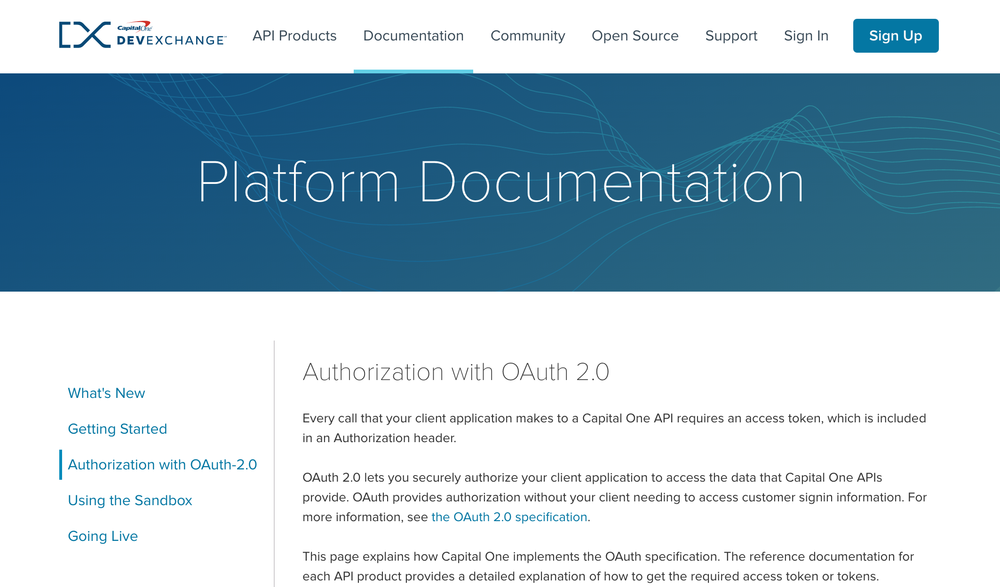 CapitalOne
DEVEXCHANGE℠
API Products
Documentation
Community
Open Source
Support
Sign In
Sign Up
Platform Documentation
What's New
Getting Started
Authorization with OAuth-2.0
Using the Sandbox
Going Live
Authorization with OAuth 2.0
Every call that your client application makes to a Capital One API requires an access token, which is included
in an Authorization header.
OAuth 2.0 lets you securely authorize your client application to access the data that Capital One APIs
provide. OAuth provides authorization without your client needing to access customer signin information. For
more information, see the OAuth 2.0 specification.
This page explains how Capital One implements the OAuth specification. The reference documentation for
each API product provides a detailed explanation of how to get the required access token or tokens.